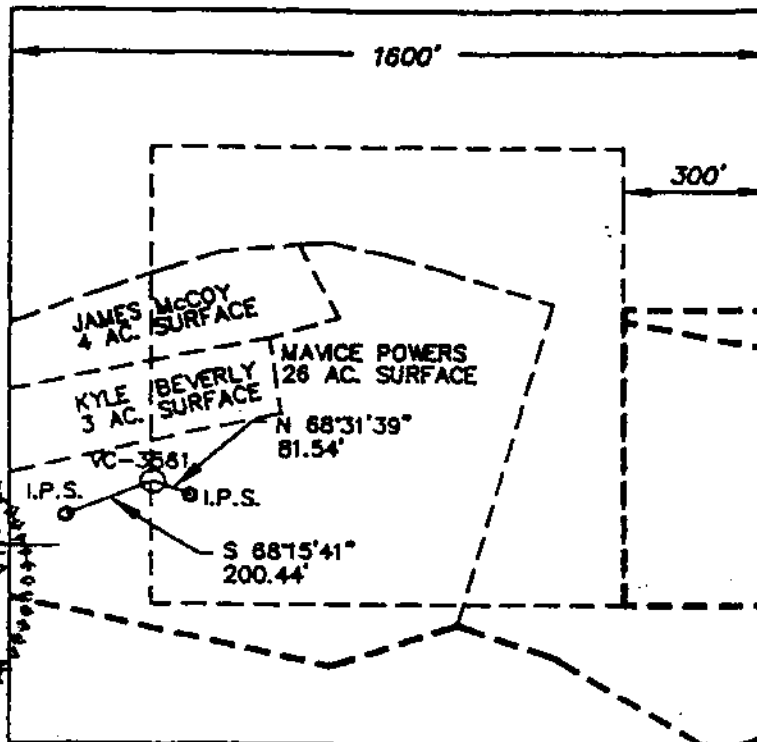 1600'
300'
JAMES McCOY
4 AC. SURFACE
MAVICE POWERS
26 AC. SURFACE
KYLE BEVERLY
3 AC. SURFACE
N 68°31'39"
81.54'
VC-3581
I.P.S.
I.P.S.
S 68°15'41"
200.44'